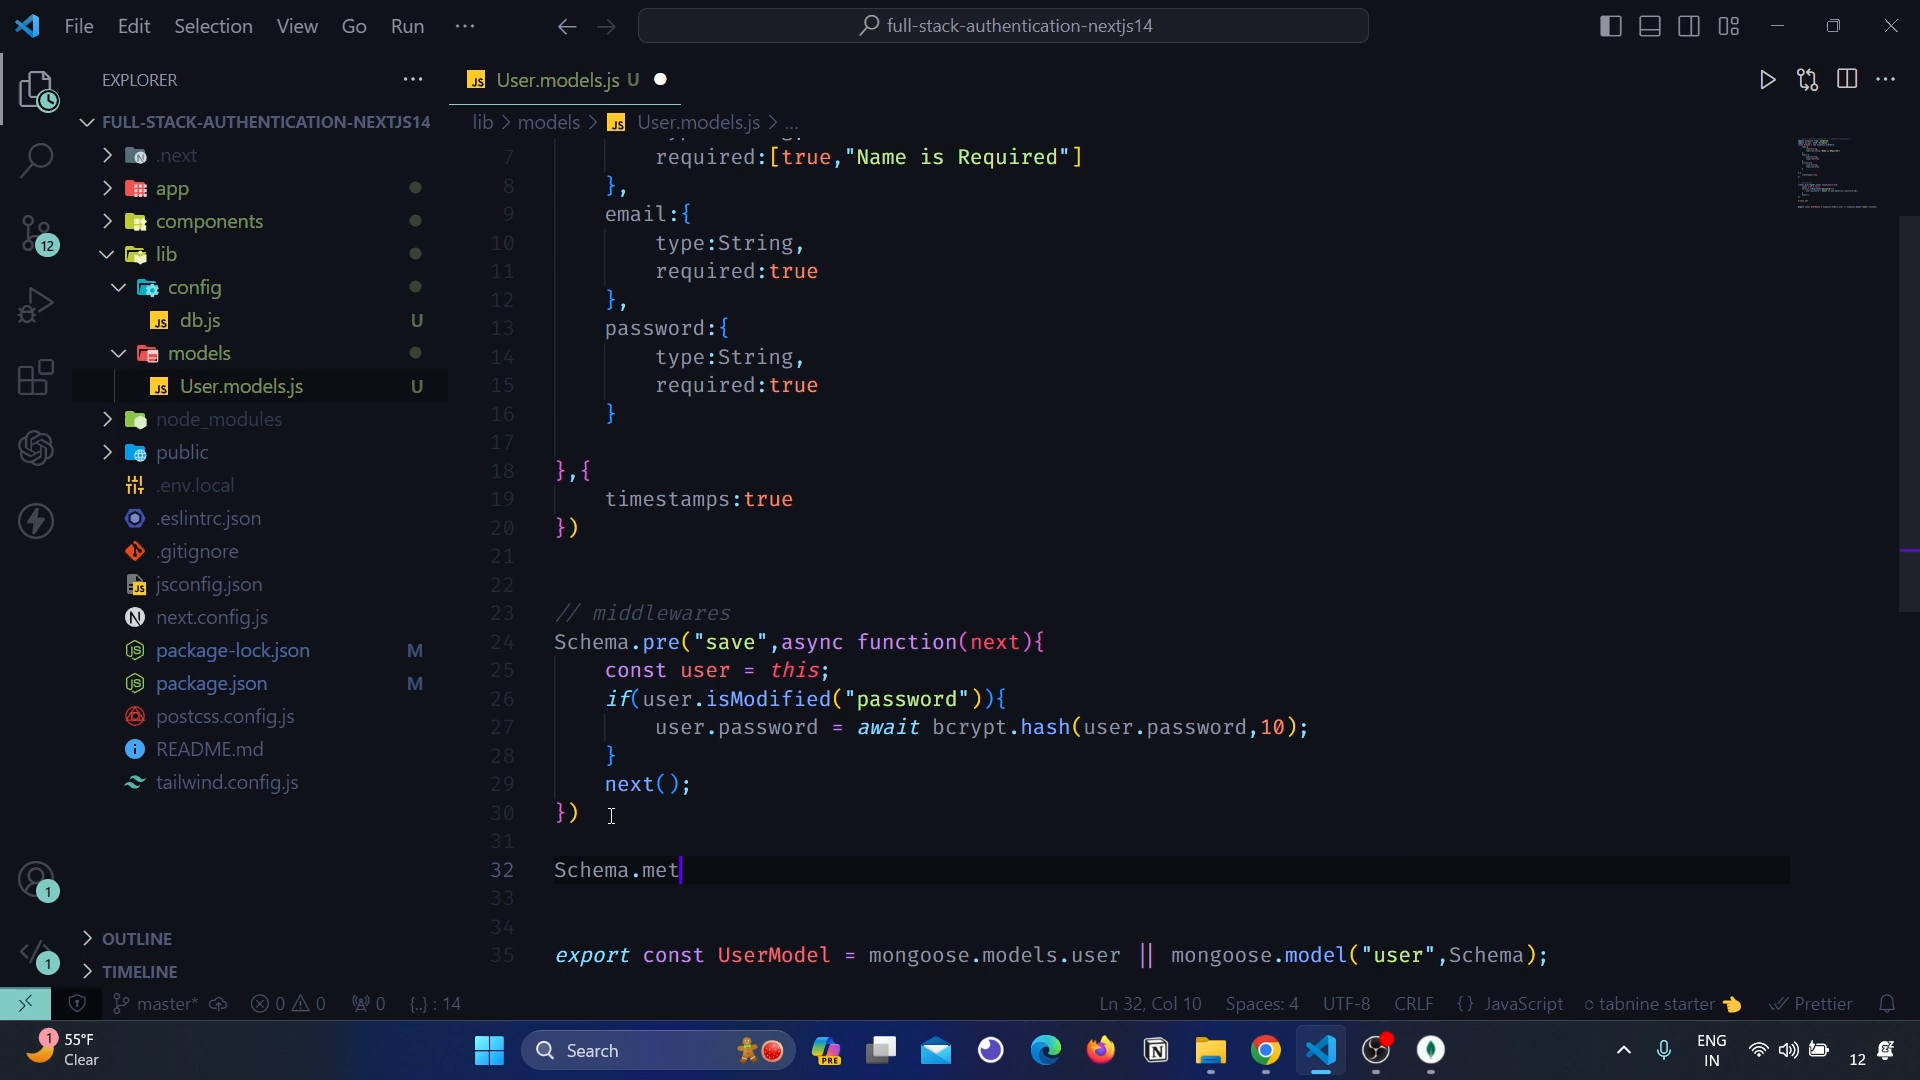 File Edit Selection View Go Run ···
full-stack-authentication-nextjs14
EXPLORER ···
FULL-STACK-AUTHENTICATION-NEXTJS14
.next
app
components
lib
config
db.js U
models
User.models.js U
node_modules
public
.env.local
.eslintrc.json
.gitignore
jsconfig.json
next.config.js
package-lock.json M
package.json M
postcss.config.js
README.md
tailwind.config.js
OUTLINE
TIMELINE
12
1
1
JS User.models.js U
lib > models > JS User.models.js > ...
7 required:[true,"Name is Required"]
8 },
9 email:{
10 type:String,
11 required:true
12 },
13 password:{
14 type:String,
15 required:true
16 }
17
18 },{
19 timestamps:true
20 })
21
22
23 // middlewares
24 Schema.pre("save",async function(next){
25 const user = this;
26 if(user.isModified("password")){
27 user.password = await bcrypt.hash(user.password,10);
28 }
29 next();
30 })
31
32 Schema.met
33
34
35 export const UserModel = mongoose.models.user || mongoose.model("user",Schema);
master* 0 0 0 {..} : 14 Ln 32, Col 10 Spaces: 4 UTF-8 CRLF {} JavaScript tabnine starter Prettier
1 55°F
Clear
Search
PRE
ENG
IN
12